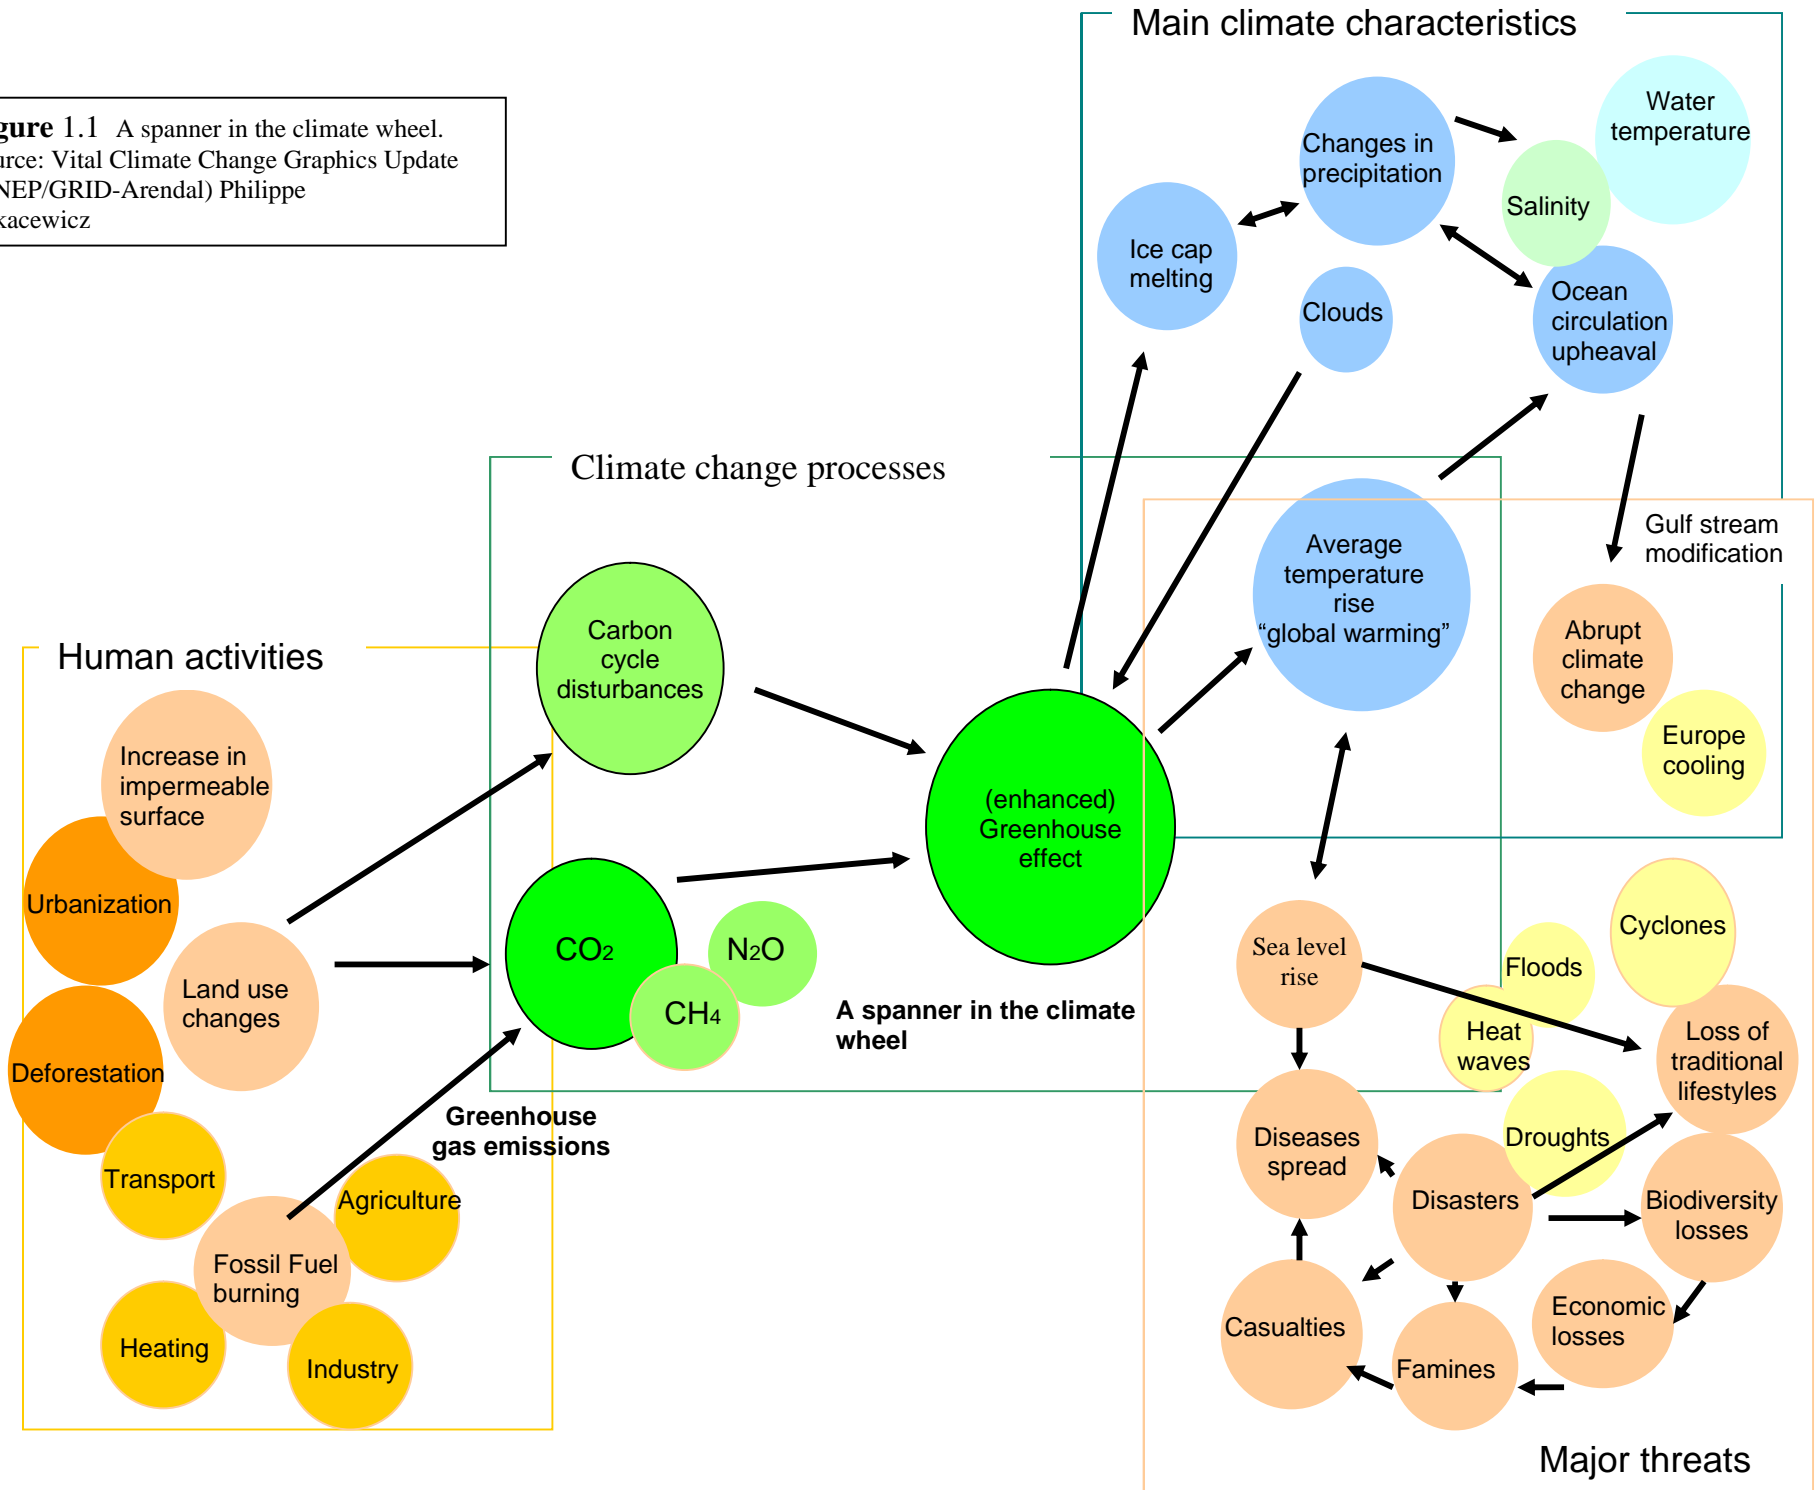 Main climate characteristics
gure 1.1 A spanner in the climate wheel.
urce: Vital Climate Change Graphics Update
NEP/GRID-Arendal) Philippe
kacewicz
Water
temperature
Changes in
precipitation
Salinity
Ice cap
melting
Clouds
Ocean
circulation
upheaval
Climate change processes
Gulf stream
modification
Average
temperature
rise
“global warming”
Abrupt
climate
change
Europe
cooling
Carbon
cycle
disturbances
Human activities
Increase in
impermeable
surface
Urbanization
Land use
changes
Deforestation
(enhanced)
Greenhouse
effect
CO2
N2O
CH4
A spanner in the climate
wheel
Greenhouse
gas emissions
Transport
Agriculture
Fossil Fuel
burning
Heating
Industry
Sea level
rise
Cyclones
Floods
Heat
waves
Loss of
traditional
lifestyles
Droughts
Diseases
spread
Disasters
Biodiversity
losses
Economic
losses
Casualties
Famines
Major threats